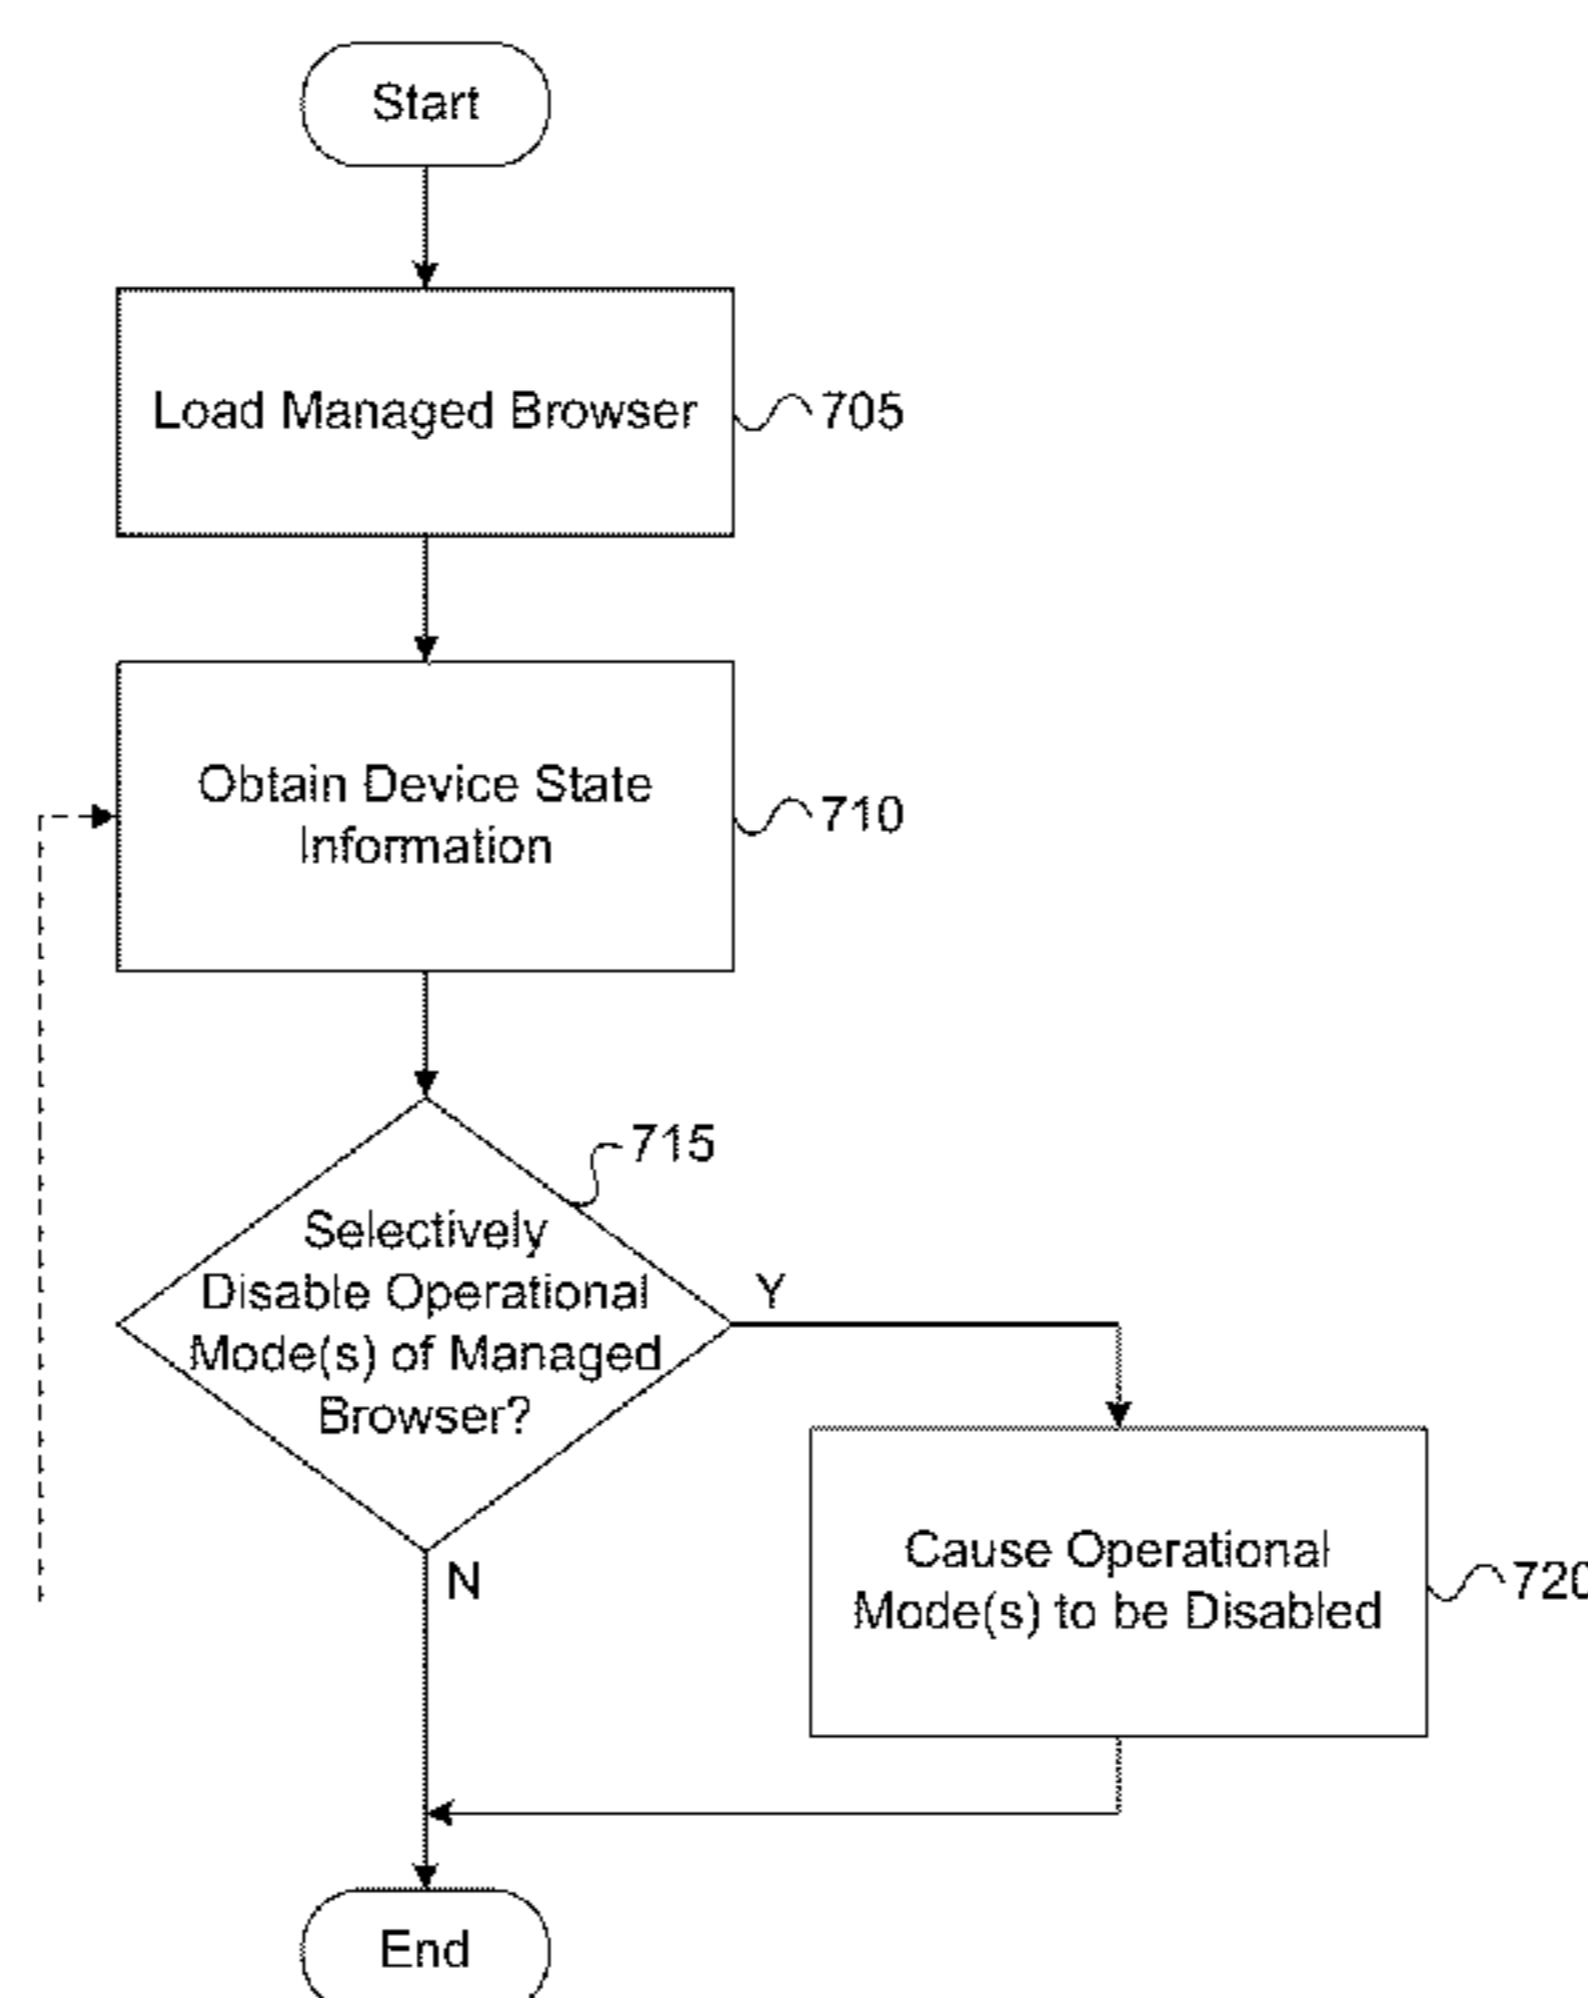 Start
Load Managed Browser
705
Obtain Device State
Information
710
715
Selectively
Disable Operational
Mode(s) of Managed
Browser?
Y
N
Cause Operational
Mode(s) to be Disabled
720
End